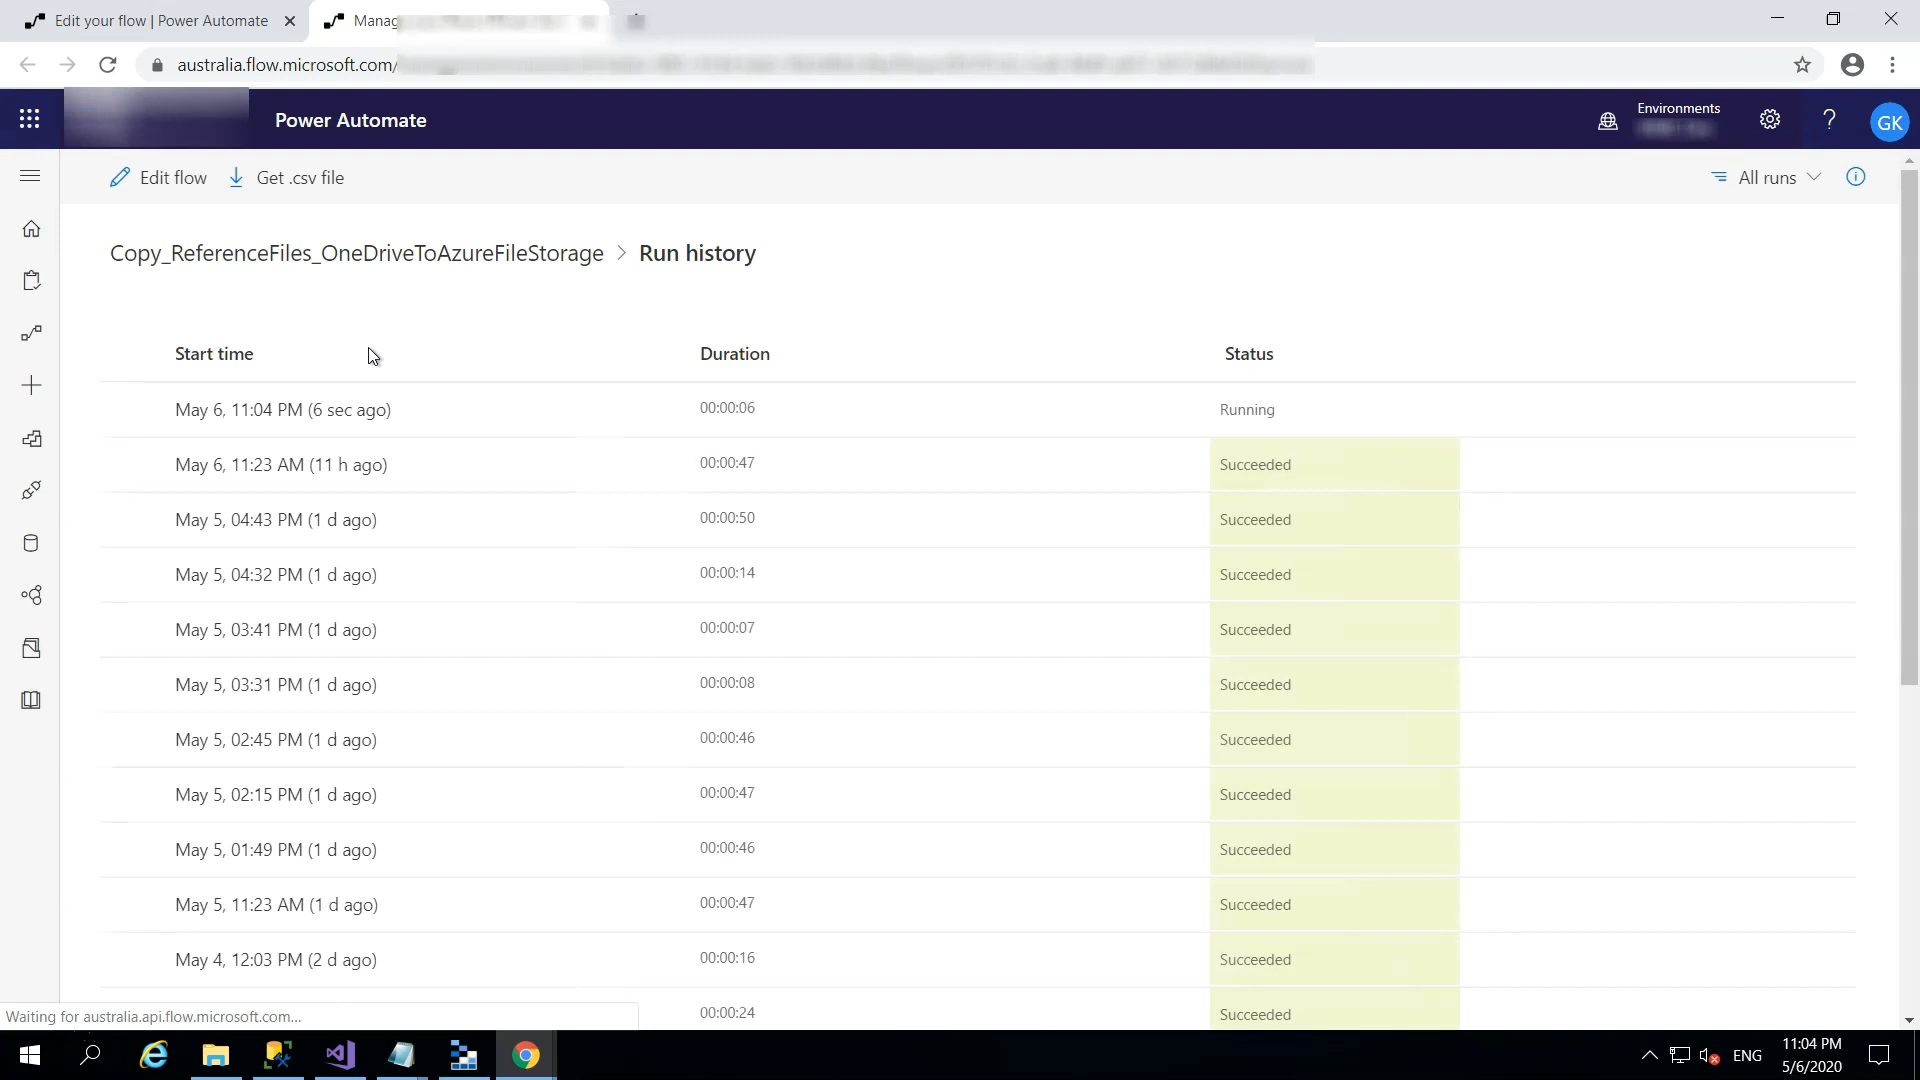 Edit your flow | Power Automate
Manag
australia.flow.microsoft.com/
Power Automate
Environments
GK
Edit flow
Get .csv file
All runs
Copy_ReferenceFiles_OneDriveToAzureFileStorage > Run history
Start time Duration Status
May 6, 11:04 PM (6 sec ago) 00:00:06 Running
May 6, 11:23 AM (11 h ago) 00:00:47 Succeeded
May 5, 04:43 PM (1 d ago) 00:00:50 Succeeded
May 5, 04:32 PM (1 d ago) 00:00:14 Succeeded
May 5, 03:41 PM (1 d ago) 00:00:07 Succeeded
May 5, 03:31 PM (1 d ago) 00:00:08 Succeeded
May 5, 02:45 PM (1 d ago) 00:00:46 Succeeded
May 5, 02:15 PM (1 d ago) 00:00:47 Succeeded
May 5, 01:49 PM (1 d ago) 00:00:46 Succeeded
May 5, 11:23 AM (1 d ago) 00:00:47 Succeeded
May 4, 12:03 PM (2 d ago) 00:00:16 Succeeded
00:00:24 Succeeded
Waiting for australia.api.flow.microsoft.com...
ENG
11:04 PM
5/6/2020